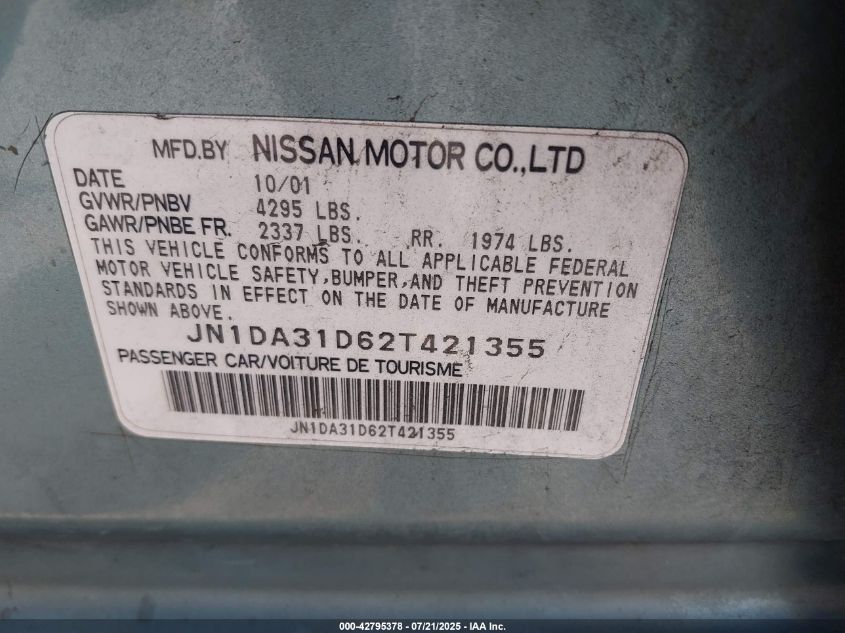 MFD.BY NISSAN MOTOR CO.,LTD
DATE 10/01
GVWR/PNBV 4295 LBS.
GAWR/PNBE FR. 2337 LBS. RR. 1974 LBS.
THIS VEHICLE CONFORMS TO ALL APPLICABLE FEDERAL
MOTOR VEHICLE SAFETY,BUMPER,AND THEFT PREVENTION
STANDARDS IN EFFECT ON THE DATE OF MANUFACTURE
SHOWN ABOVE.
JN1DA31D62T421355
PASSENGER CAR/VOITURE DE TOURISME
JN1DA31D62T421355
000-42795378 - 07/21/2025 - IAA Inc.